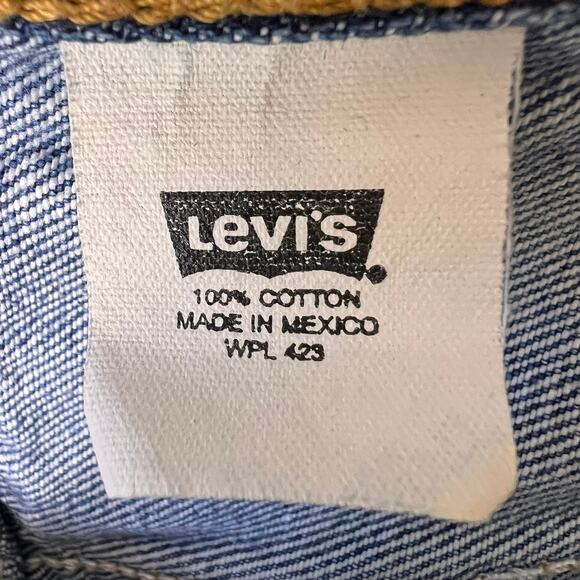 Levi's
100% COTTON
MADE IN MEXICO
WPL 423